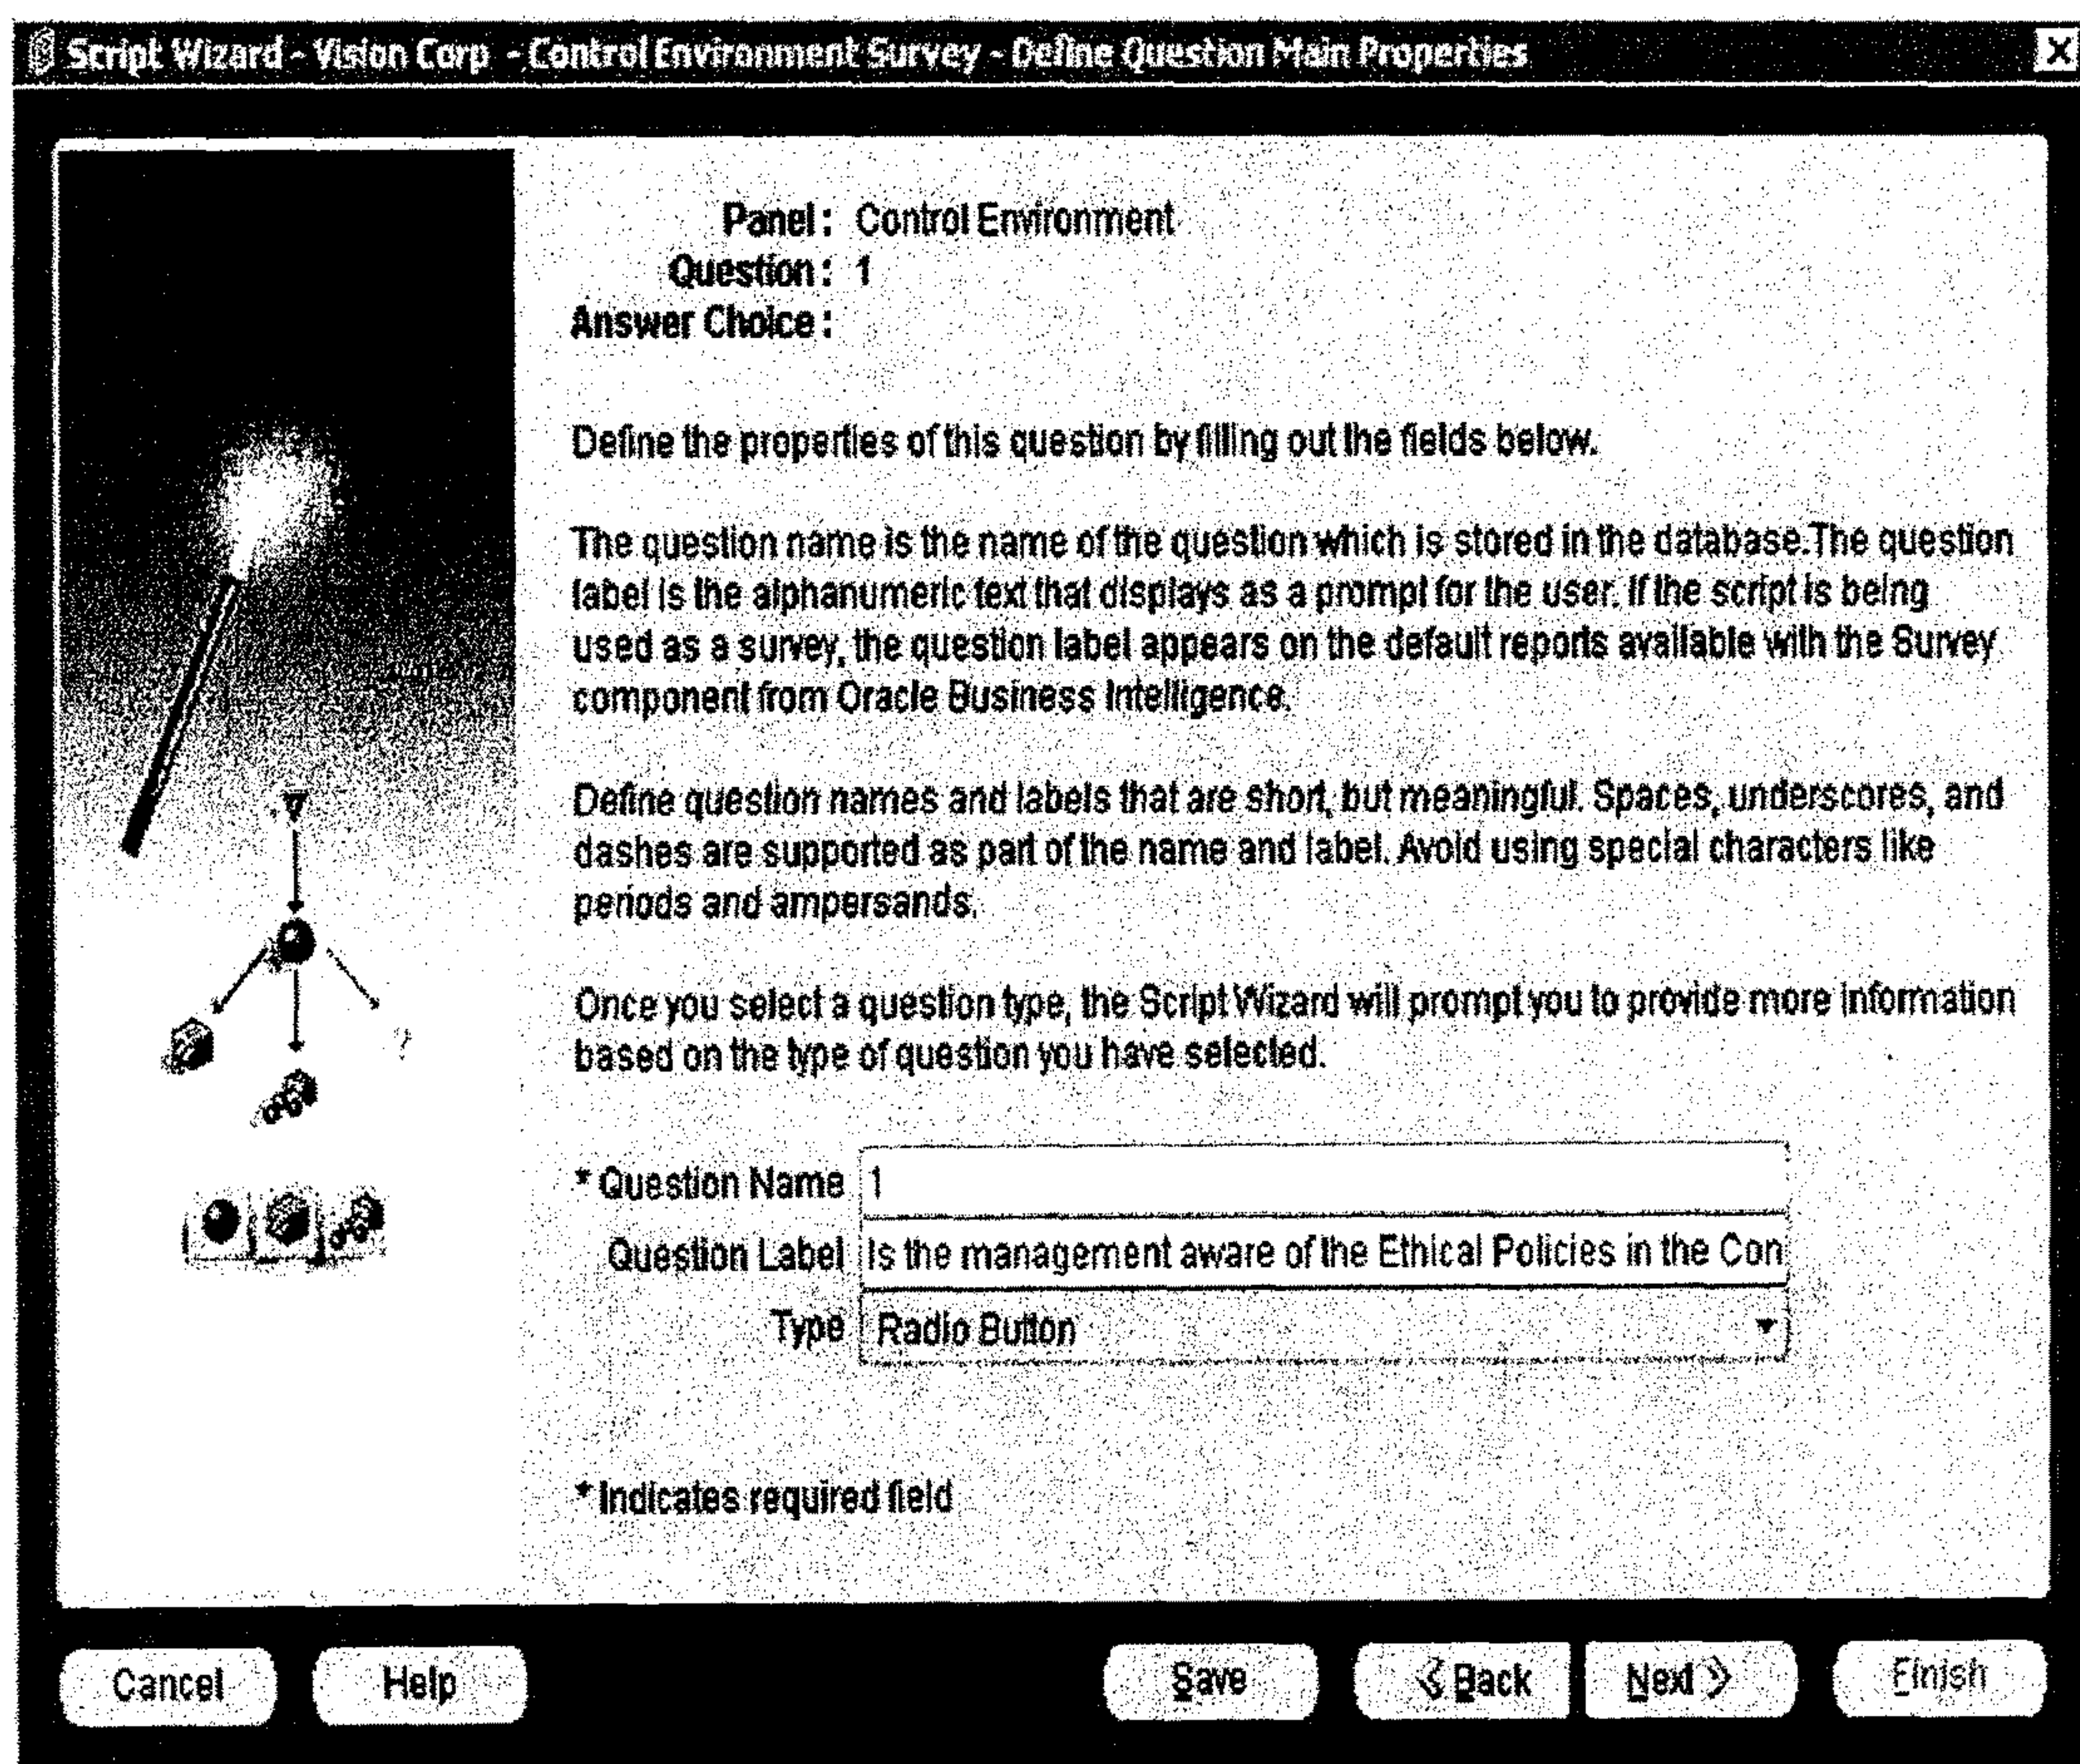 Script Wizard - Vision Corp - Control Environment Survey - Define Question Main Properties
Panel: Control Environment
Question: 1
Answer Choice:
Define the properties of this question by filling out the fields below.
The question name is the name of the question which is stored in the database.The question
label is the alphanumeric text that displays as a prompt for the user. If the script is being
used as a survey, the question label appears on the default reports available with the Survey
component from Oracle Business Intelligence.
Define question names and labels that are short, but meaningful. Spaces, underscores, and
dashes are supported as part of the name and label. Avoid using special characters like
periods and ampersands.
Once you select a question type, the Script Wizard will prompt you to provide more information
based on the type of question you have selected.
* Question Name 1
Question Label Is the management aware of the Ethical Policies in the Con
Type Radio Button
* Indicates required field
Cancel Help Save Back Next Finish